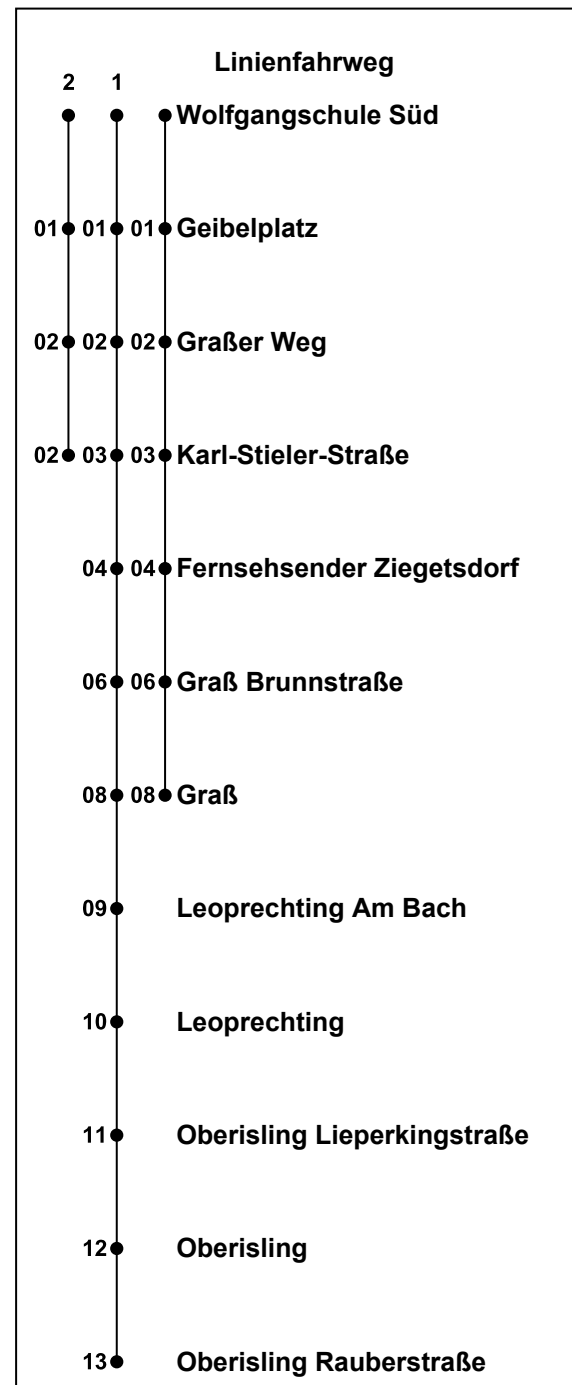 Linienfahrweg
2 1
Wolfgangschule Süd
01 01 01 Geibelplatz
02 02 02 Graßer Weg
02 03 03 Karl-Stieler-Straße
04 04 Fernsehsender Ziegetsdorf
06 06 Graß Brunnstraße
08 08 Graß
09 Leoprechting Am Bach
10 Leoprechting
11 Oberisling Lieperkingstraße
12 Oberisling
13 Oberisling Rauberstraße